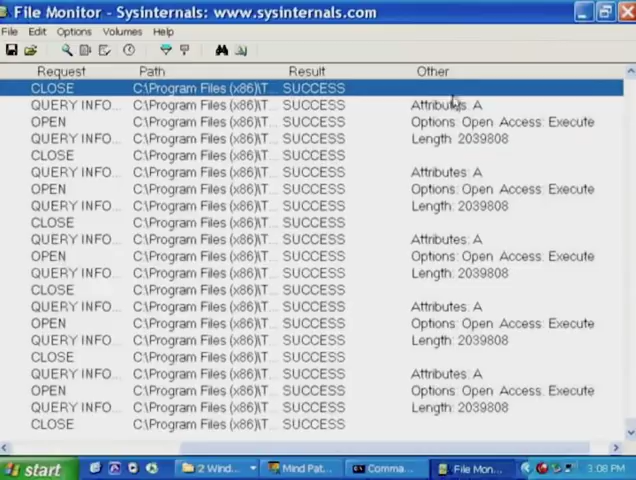 File Monitor - Sysinternals: www.sysinternals.com
File Edit Options Volumes Help
Request Path Result Other
CLOSE C:\Program Files (x86)\T... SUCCESS
QUERY INFO... C:\Program Files (x86)\T... SUCCESS Attributes: A
OPEN C:\Program Files (x86)\T... SUCCESS Options: Open Access: Execute
QUERY INFO... C:\Program Files (x86)\T... SUCCESS Length: 2039808
CLOSE C:\Program Files (x86)\T... SUCCESS
QUERY INFO... C:\Program Files (x86)\T... SUCCESS Attributes: A
OPEN C:\Program Files (x86)\T... SUCCESS Options: Open Access: Execute
QUERY INFO... C:\Program Files (x86)\T... SUCCESS Length: 2039808
CLOSE C:\Program Files (x86)\T... SUCCESS
QUERY INFO... C:\Program Files (x86)\T... SUCCESS Attributes: A
OPEN C:\Program Files (x86)\T... SUCCESS Options: Open Access: Execute
QUERY INFO... C:\Program Files (x86)\T... SUCCESS Length: 2039808
CLOSE C:\Program Files (x86)\T... SUCCESS
QUERY INFO... C:\Program Files (x86)\T... SUCCESS Attributes: A
OPEN C:\Program Files (x86)\T... SUCCESS Options: Open Access: Execute
QUERY INFO... C:\Program Files (x86)\T... SUCCESS Length: 2039808
CLOSE C:\Program Files (x86)\T... SUCCESS
QUERY INFO... C:\Program Files (x86)\T... SUCCESS Attributes: A
OPEN C:\Program Files (x86)\T... SUCCESS Options: Open Access: Execute
QUERY INFO... C:\Program Files (x86)\T... SUCCESS Length: 2039808
CLOSE C:\Program Files (x86)\T... SUCCESS
start 2 Wind... Mind Pat... Comma... File Mon... 3:08 PM